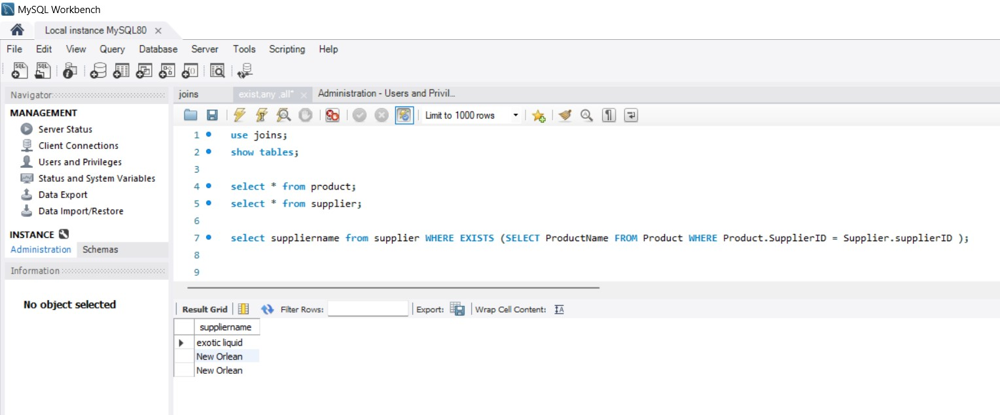 MySQL Workbench
Local instance MySQL80
File Edit View Query Database Server Tools Scripting Help
SQL SQL
Navigator
joins exist,any ,all* Administration - Users and Privil...
MANAGEMENT
Server Status
Client Connections
Users and Privileges
Status and System Variables
Data Export
Data Import/Restore
INSTANCE
Administration Schemas
Information
No object selected
Limit to 1000 rows
1 use joins;
2 show tables;
3
4 select * from product;
5 select * from supplier;
6
7 select suppliername from supplier WHERE EXISTS (SELECT ProductName FROM Product WHERE Product.SupplierID = Supplier.supplierID );
8
9
Result Grid Filter Rows: Export: Wrap Cell Content:
suppliername
exotic liquid
New Orlean
New Orlean